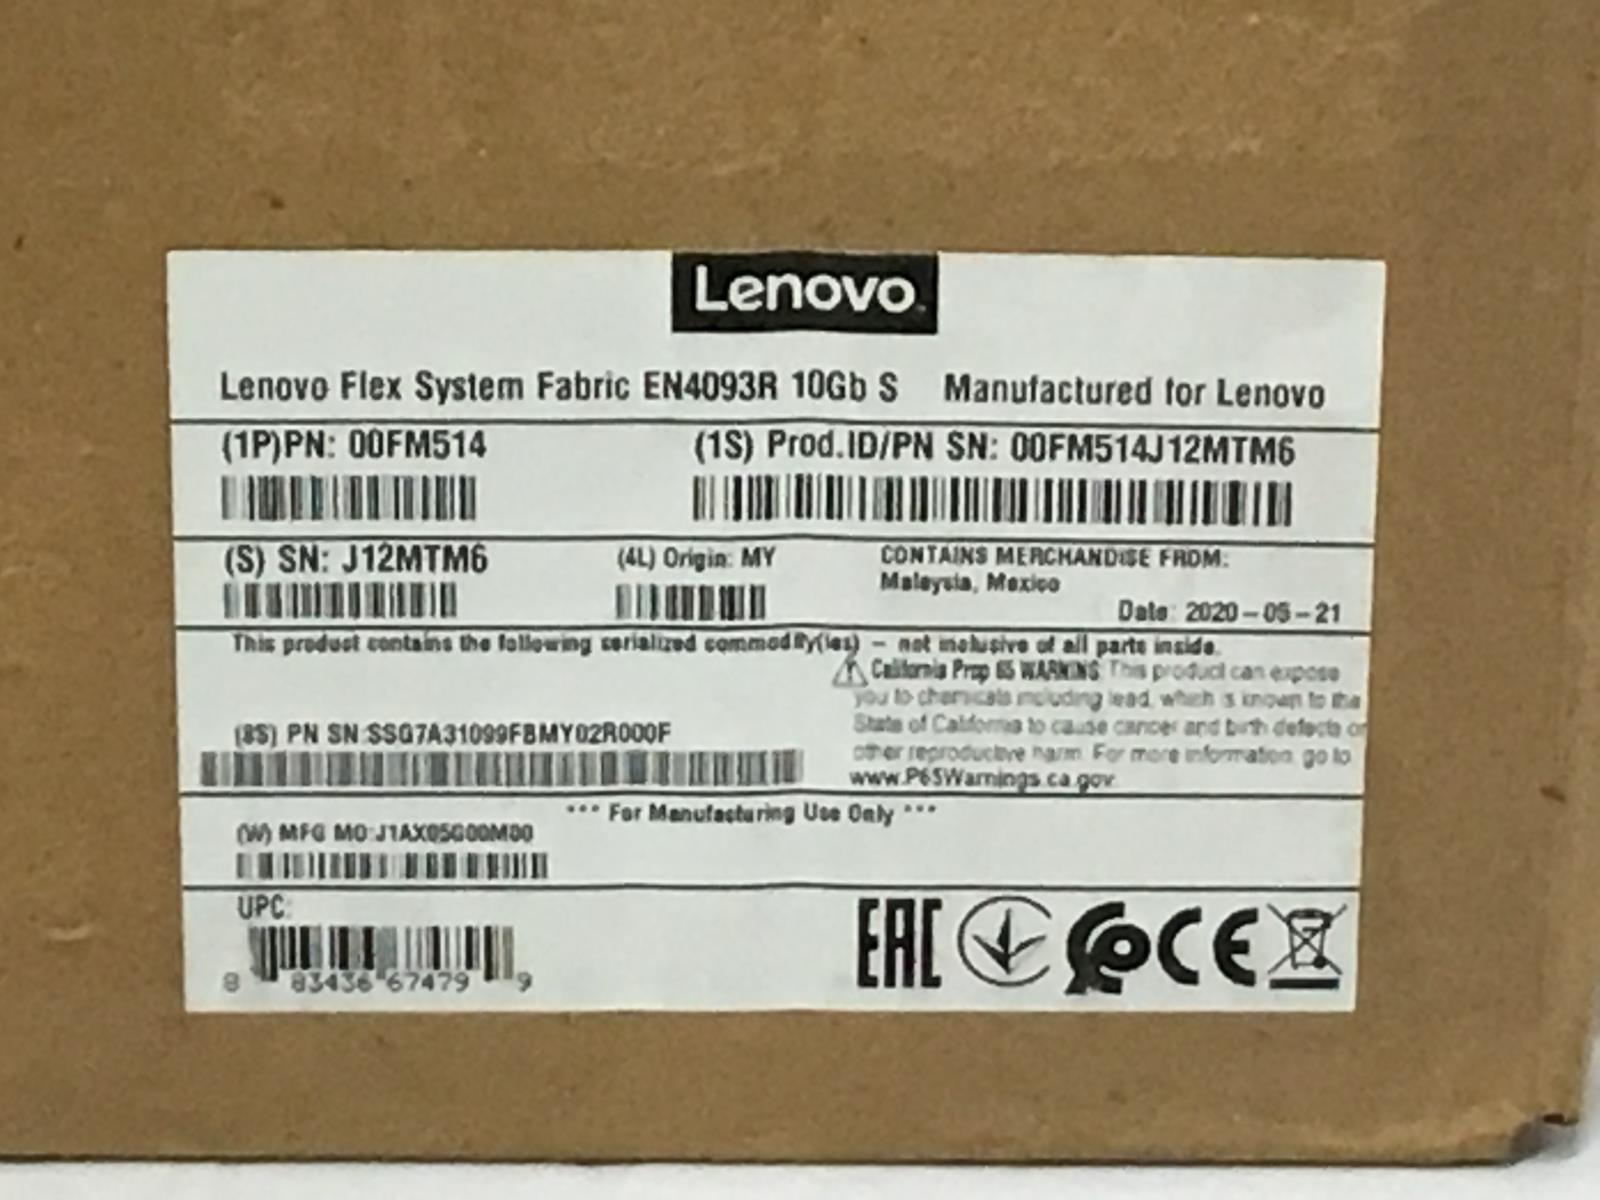 Lenovo
Lenovo Flex System Fabric EN4093R 10Gb S Manufactured for Lenovo
(1P)PN: 00FM514 (1S) Prod.ID/PN SN: 00FM514J12MTM6
(S) SN: J12MTM6 (4L) Origin: MY CONTAINS MERCHANDISE FROM:
Malaysia, Mexico
Date: 2020-05-21
This product contains the following serialized commodity(ies) - not inclusive of all parts inside.
California Prop 65 WARNING: This product can expose
you to chemicals including lead, which is known to the
State of California to cause cancer and birth defects or
other reproductive harm. For more information, go to
www.P65Warnings.ca.gov
(8S) PN SN:SSG7A31099FBMY02R000F
*** For Manufacturing Use Only ***
(W) MFG MO:J1AX05G00M00
UPC:
8 83436 67479 9
EAC CE